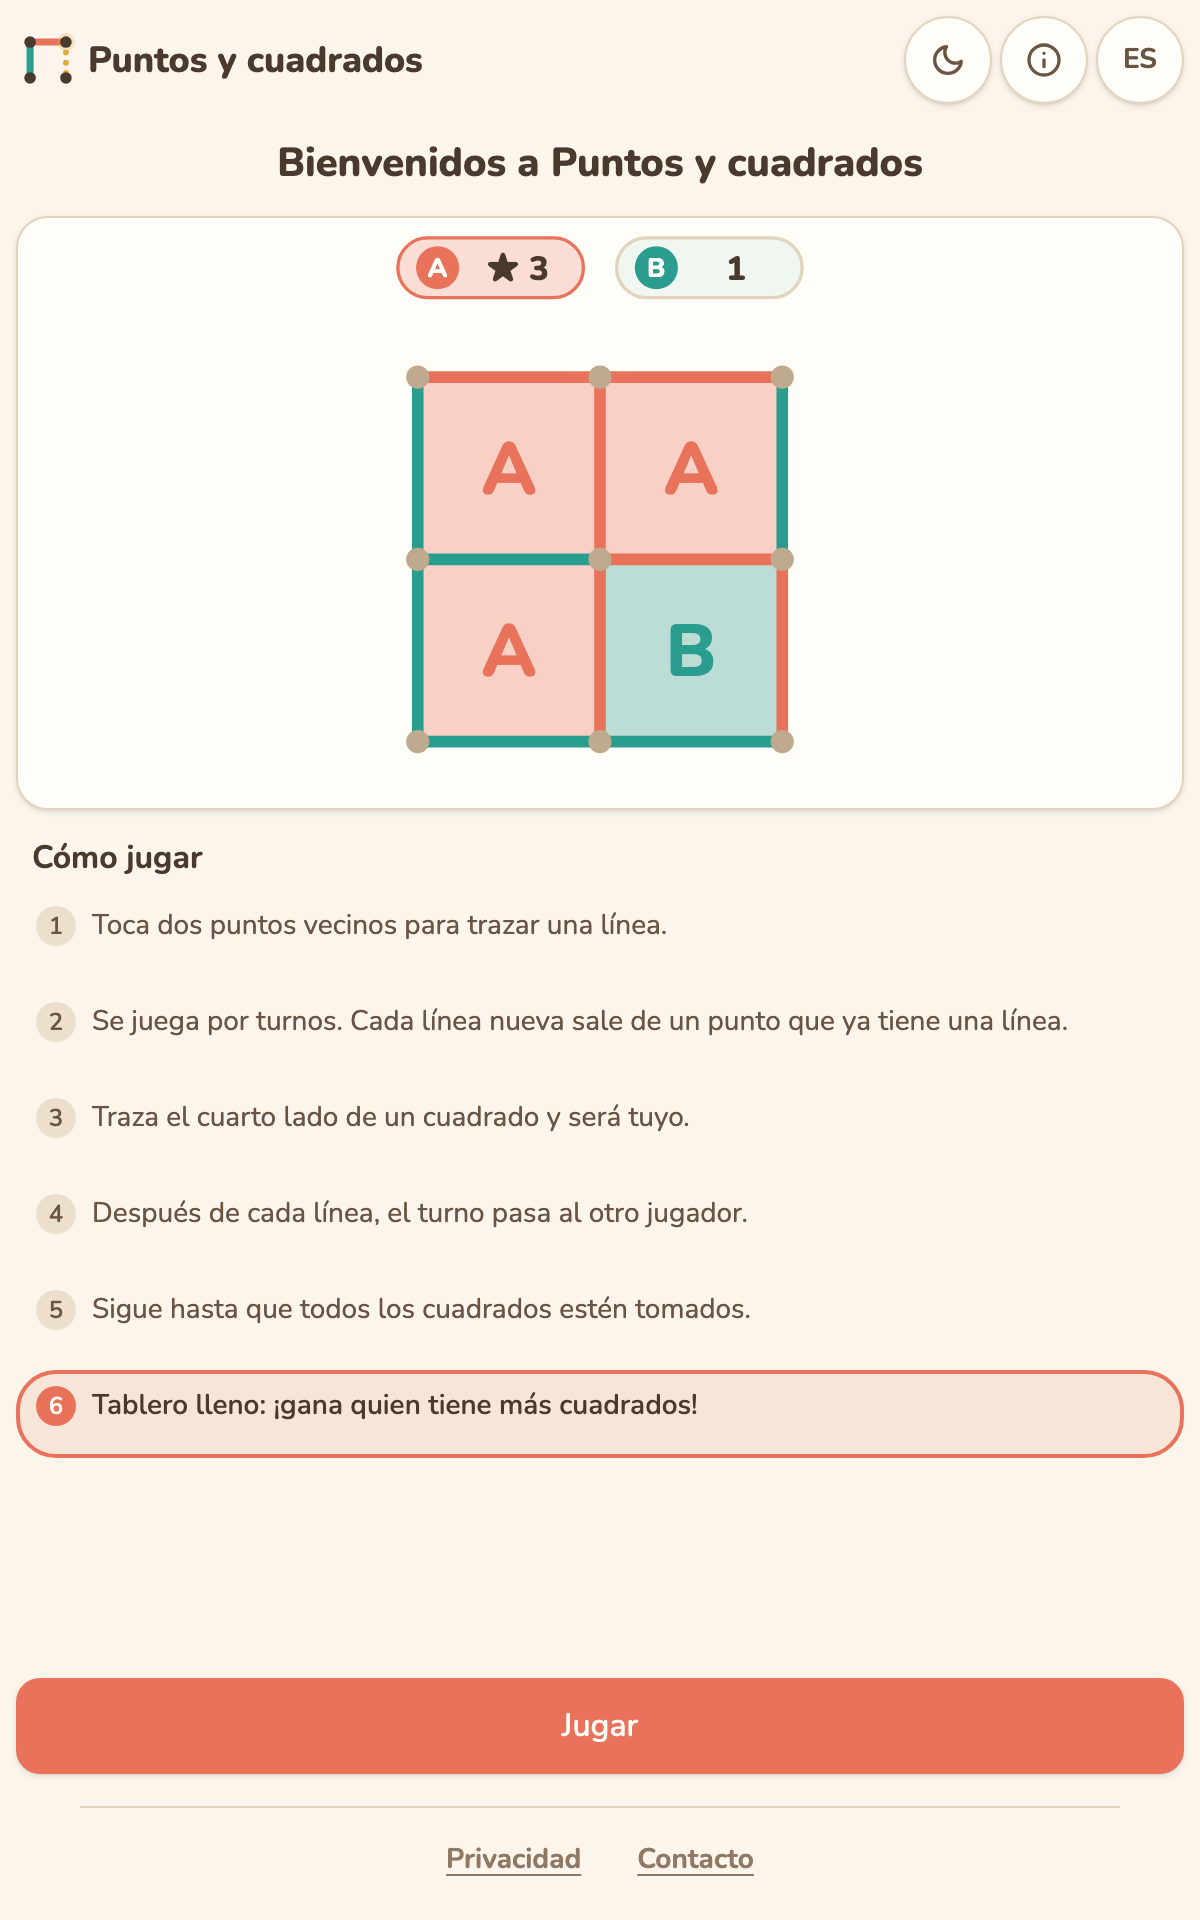 Puntos y cuadrados
ES
Bienvenidos a Puntos y cuadrados
A ★ 3
B 1
A A
A B
Cómo jugar
1 Toca dos puntos vecinos para trazar una línea.
2 Se juega por turnos. Cada línea nueva sale de un punto que ya tiene una línea.
3 Traza el cuarto lado de un cuadrado y será tuyo.
4 Después de cada línea, el turno pasa al otro jugador.
5 Sigue hasta que todos los cuadrados estén tomados.
6 Tablero lleno: ¡gana quien tiene más cuadrados!
Jugar
Privacidad Contacto